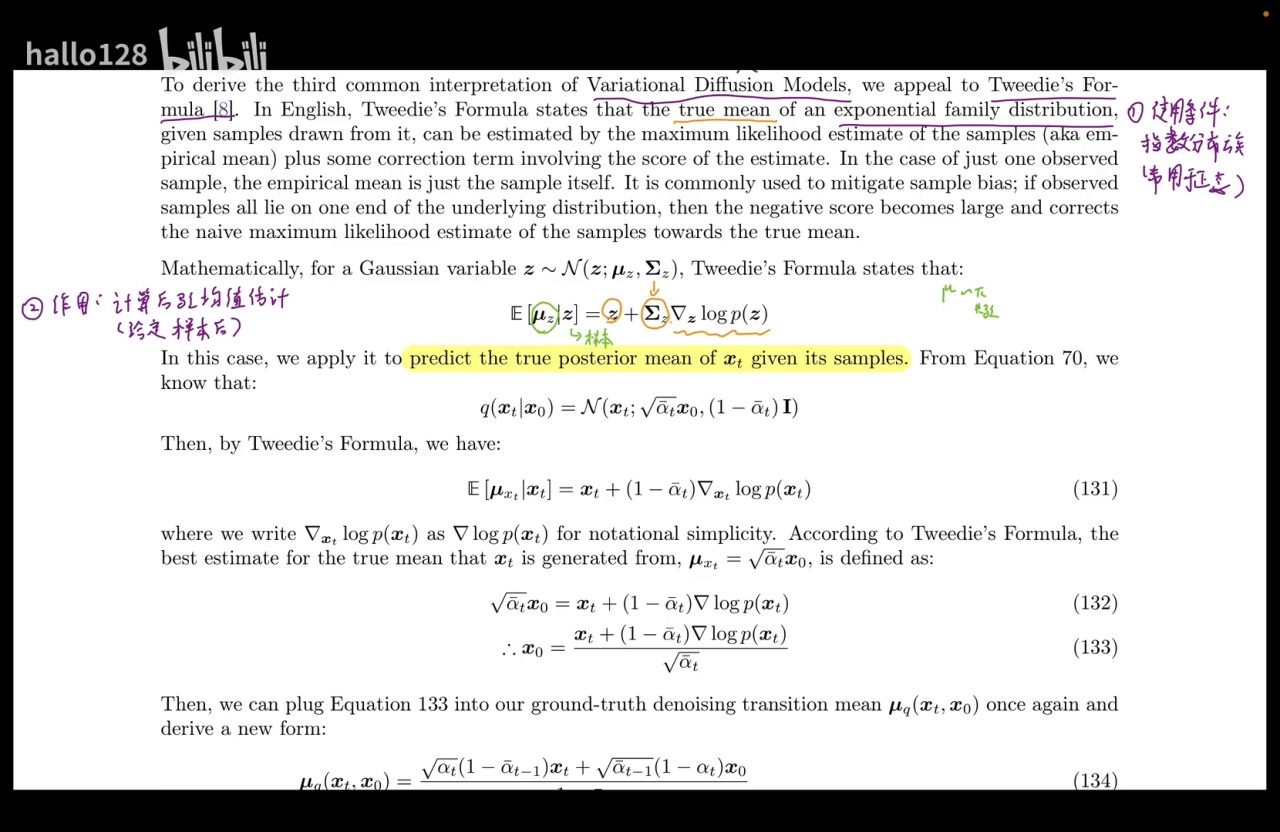 hallo128 bilibili
To derive the third common interpretation of Variational Diffusion Models, we appeal to Tweedie's For-
mula [8]. In English, Tweedie's Formula states that the true mean of an exponential family distribution,
given samples drawn from it, can be estimated by the maximum likelihood estimate of the samples (aka em-
pirical mean) plus some correction term involving the score of the estimate. In the case of just one observed
sample, the empirical mean is just the sample itself. It is commonly used to mitigate sample bias; if observed
samples all lie on one end of the underlying distribution, then the negative score becomes large and corrects
the naive maximum likelihood estimate of the samples towards the true mean.
① 使用条件:
指数分布族
(常用于正态)
Mathematically, for a Gaussian variable z ∼ N(z; μ_z, Σ_z), Tweedie's Formula states that:
② 作用: 计算后验均值估计
(给定样本后)
E [μ_z|z] = z + Σ_z ∇_z log p(z)
→样本
In this case, we apply it to predict the true posterior mean of x_t given its samples. From Equation 70, we
know that:
q(x_t|x_0) = N(x_t; √ᾱ_t x_0, (1 − ᾱ_t) I)
Then, by Tweedie's Formula, we have:
E [μ_{x_t}|x_t] = x_t + (1 − ᾱ_t)∇_{x_t} log p(x_t) (131)
where we write ∇_{x_t} log p(x_t) as ∇ log p(x_t) for notational simplicity. According to Tweedie's Formula, the
best estimate for the true mean that x_t is generated from, μ_{x_t} = √ᾱ_t x_0, is defined as:
√ᾱ_t x_0 = x_t + (1 − ᾱ_t)∇ log p(x_t) (132)
∴ x_0 = (x_t + (1 − ᾱ_t)∇ log p(x_t)) / √ᾱ_t (133)
Then, we can plug Equation 133 into our ground-truth denoising transition mean μ_q(x_t, x_0) once again and
derive a new form:
μ_q(x_t, x_0) = √α_t(1 − ᾱ_{t−1})x_t + √ᾱ_{t−1}(1 − α_t)x_0 (134)